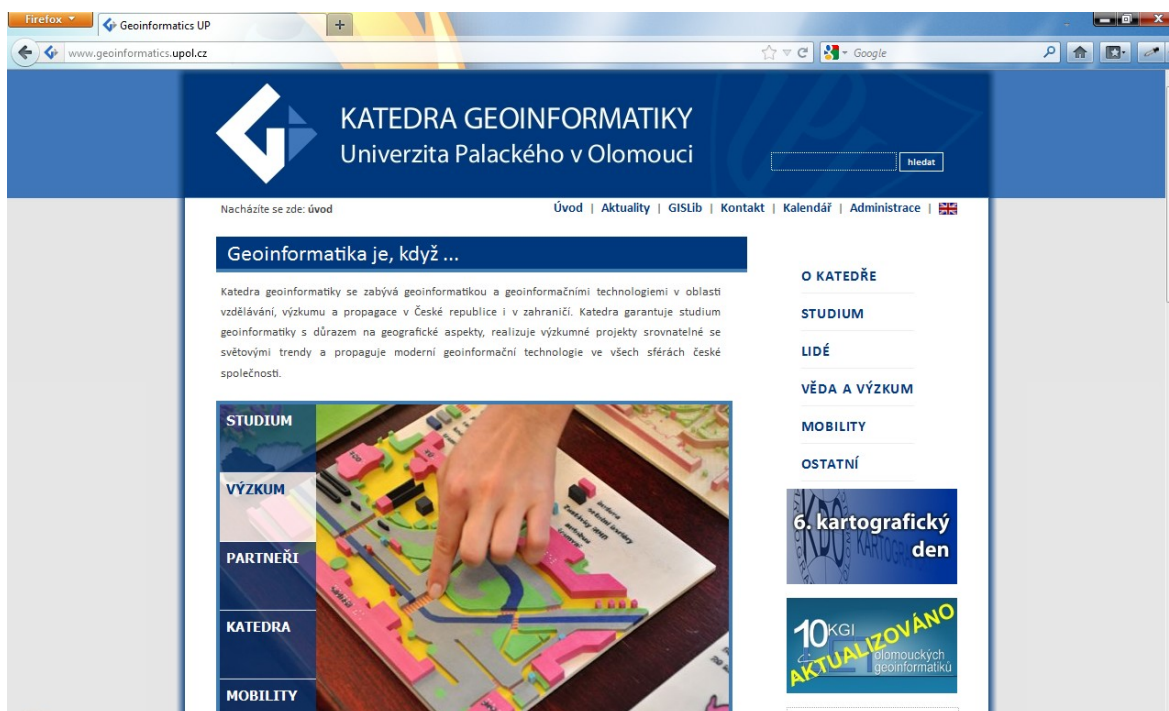 Firefox
Geoinformatics UP
www.geoinformatics.upol.cz
Google
KATEDRA GEOINFORMATIKY
Univerzita Palackého v Olomouci
hledat
Nacházíte se zde: úvod
Úvod | Aktuality | GISLib | Kontakt | Kalendář | Administrace |
Geoinformatika je, když ...
Katedra geoinformatiky se zabývá geoinformatikou a geoinformačními technologiemi v oblasti
vzdělávání, výzkumu a propagace v České republice i v zahraničí. Katedra garantuje studium
geoinformatiky s důrazem na geografické aspekty, realizuje výzkumné projekty srovnatelné se
světovými trendy a propaguje moderní geoinformační technologie ve všech sférách české
společnosti.
STUDIUM
VÝZKUM
PARTNEŘI
KATEDRA
MOBILITY
O KATEDŘE
STUDIUM
LIDÉ
VĚDA A VÝZKUM
MOBILITY
OSTATNÍ
6. kartografický
den
10 KGI
olomouckých
geoinformatiků
AKTUALIZOVÁNO